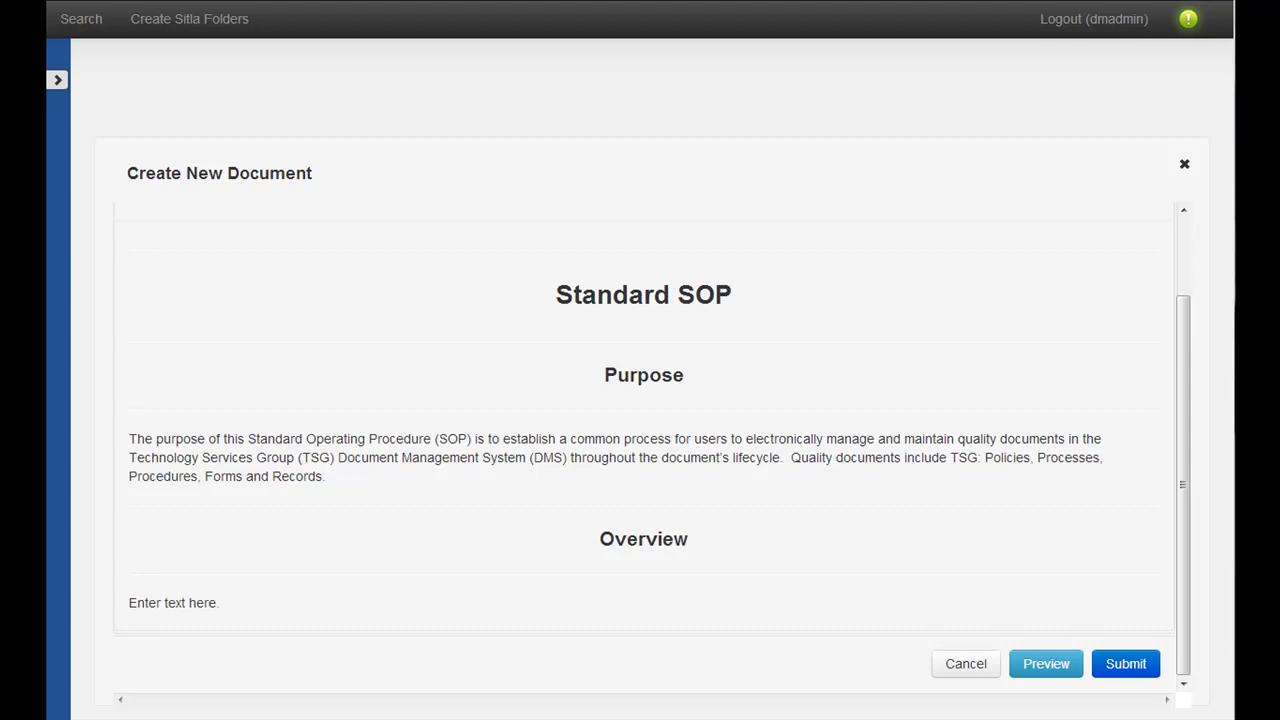 Search Create Sitla Folders Logout (dmadmin)
Create New Document
Standard SOP
Purpose
The purpose of this Standard Operating Procedure (SOP) is to establish a common process for users to electronically manage and maintain quality documents in the
Technology Services Group (TSG) Document Management System (DMS) throughout the document's lifecycle.  Quality documents include TSG: Policies, Processes,
Procedures, Forms and Records.
Overview
Enter text here.
Cancel Preview Submit